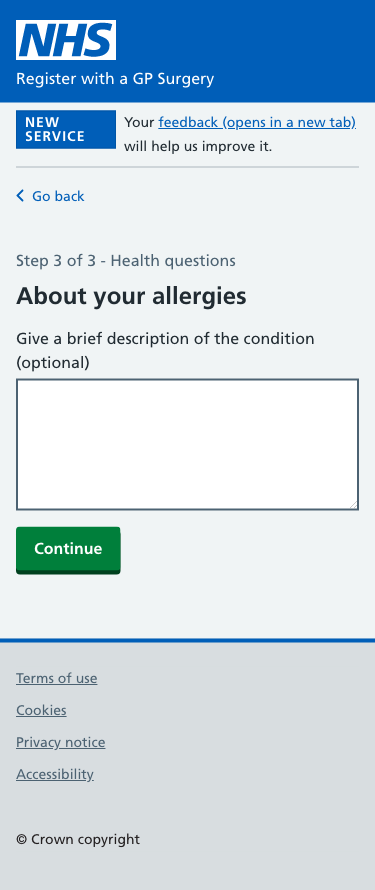 NHS
Register with a GP Surgery
NEW SERVICE
Your feedback (opens in a new tab)
will help us improve it.
Go back
Step 3 of 3 - Health questions
About your allergies
Give a brief description of the condition
(optional)
Continue
Terms of use
Cookies
Privacy notice
Accessibility
© Crown copyright